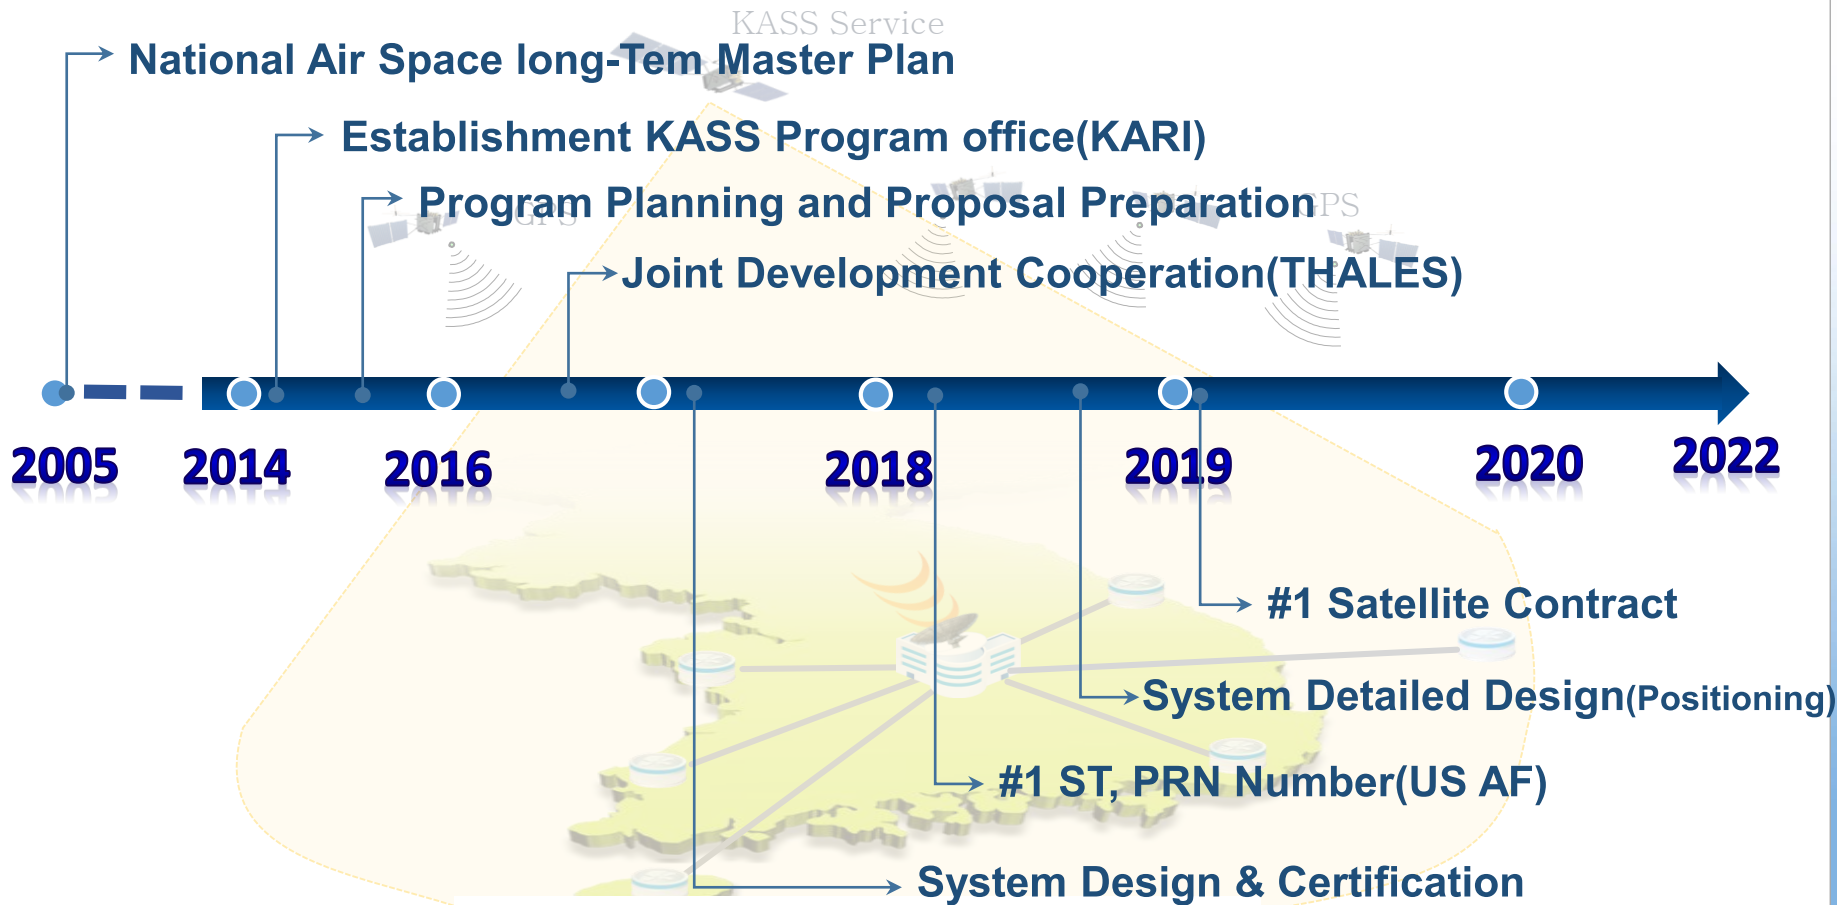 KASS Service
National Air Space long-Tem Master Plan
Establishment KASS Program office(KARI)
Program Planning and Proposal Preparation
GPS
GPS
Joint Development Cooperation(THALES)
2005
2014
2016
2018
2019
2020
2022
#1 Satellite Contract
System Detailed Design(Positioning)
#1 ST, PRN Number(US AF)
System Design & Certification